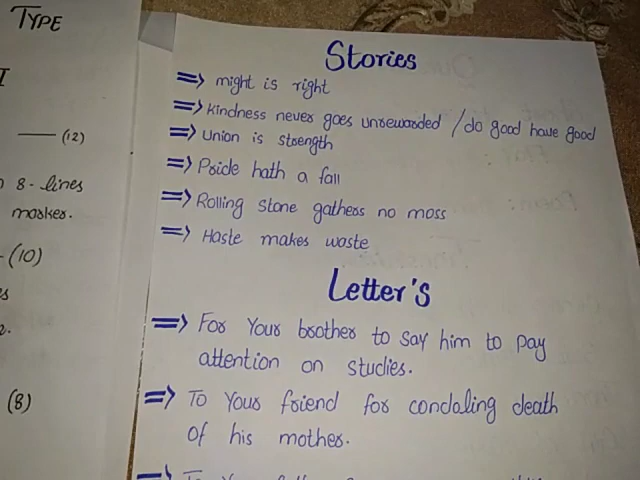 TYPE
I
(12)
8-lines
marker.
-(10)
(8)
Stories
⇒ might is right
⇒ Kindness never goes unrewarded / do good have good
⇒ Union is strength
⇒ Pride hath a fall
⇒ Rolling stone gathers no moss
⇒ Haste makes waste
Letter's
⇒ For Your brother to say him to pay
attention on studies.
⇒ To Your friend for condaling death
of his mother.